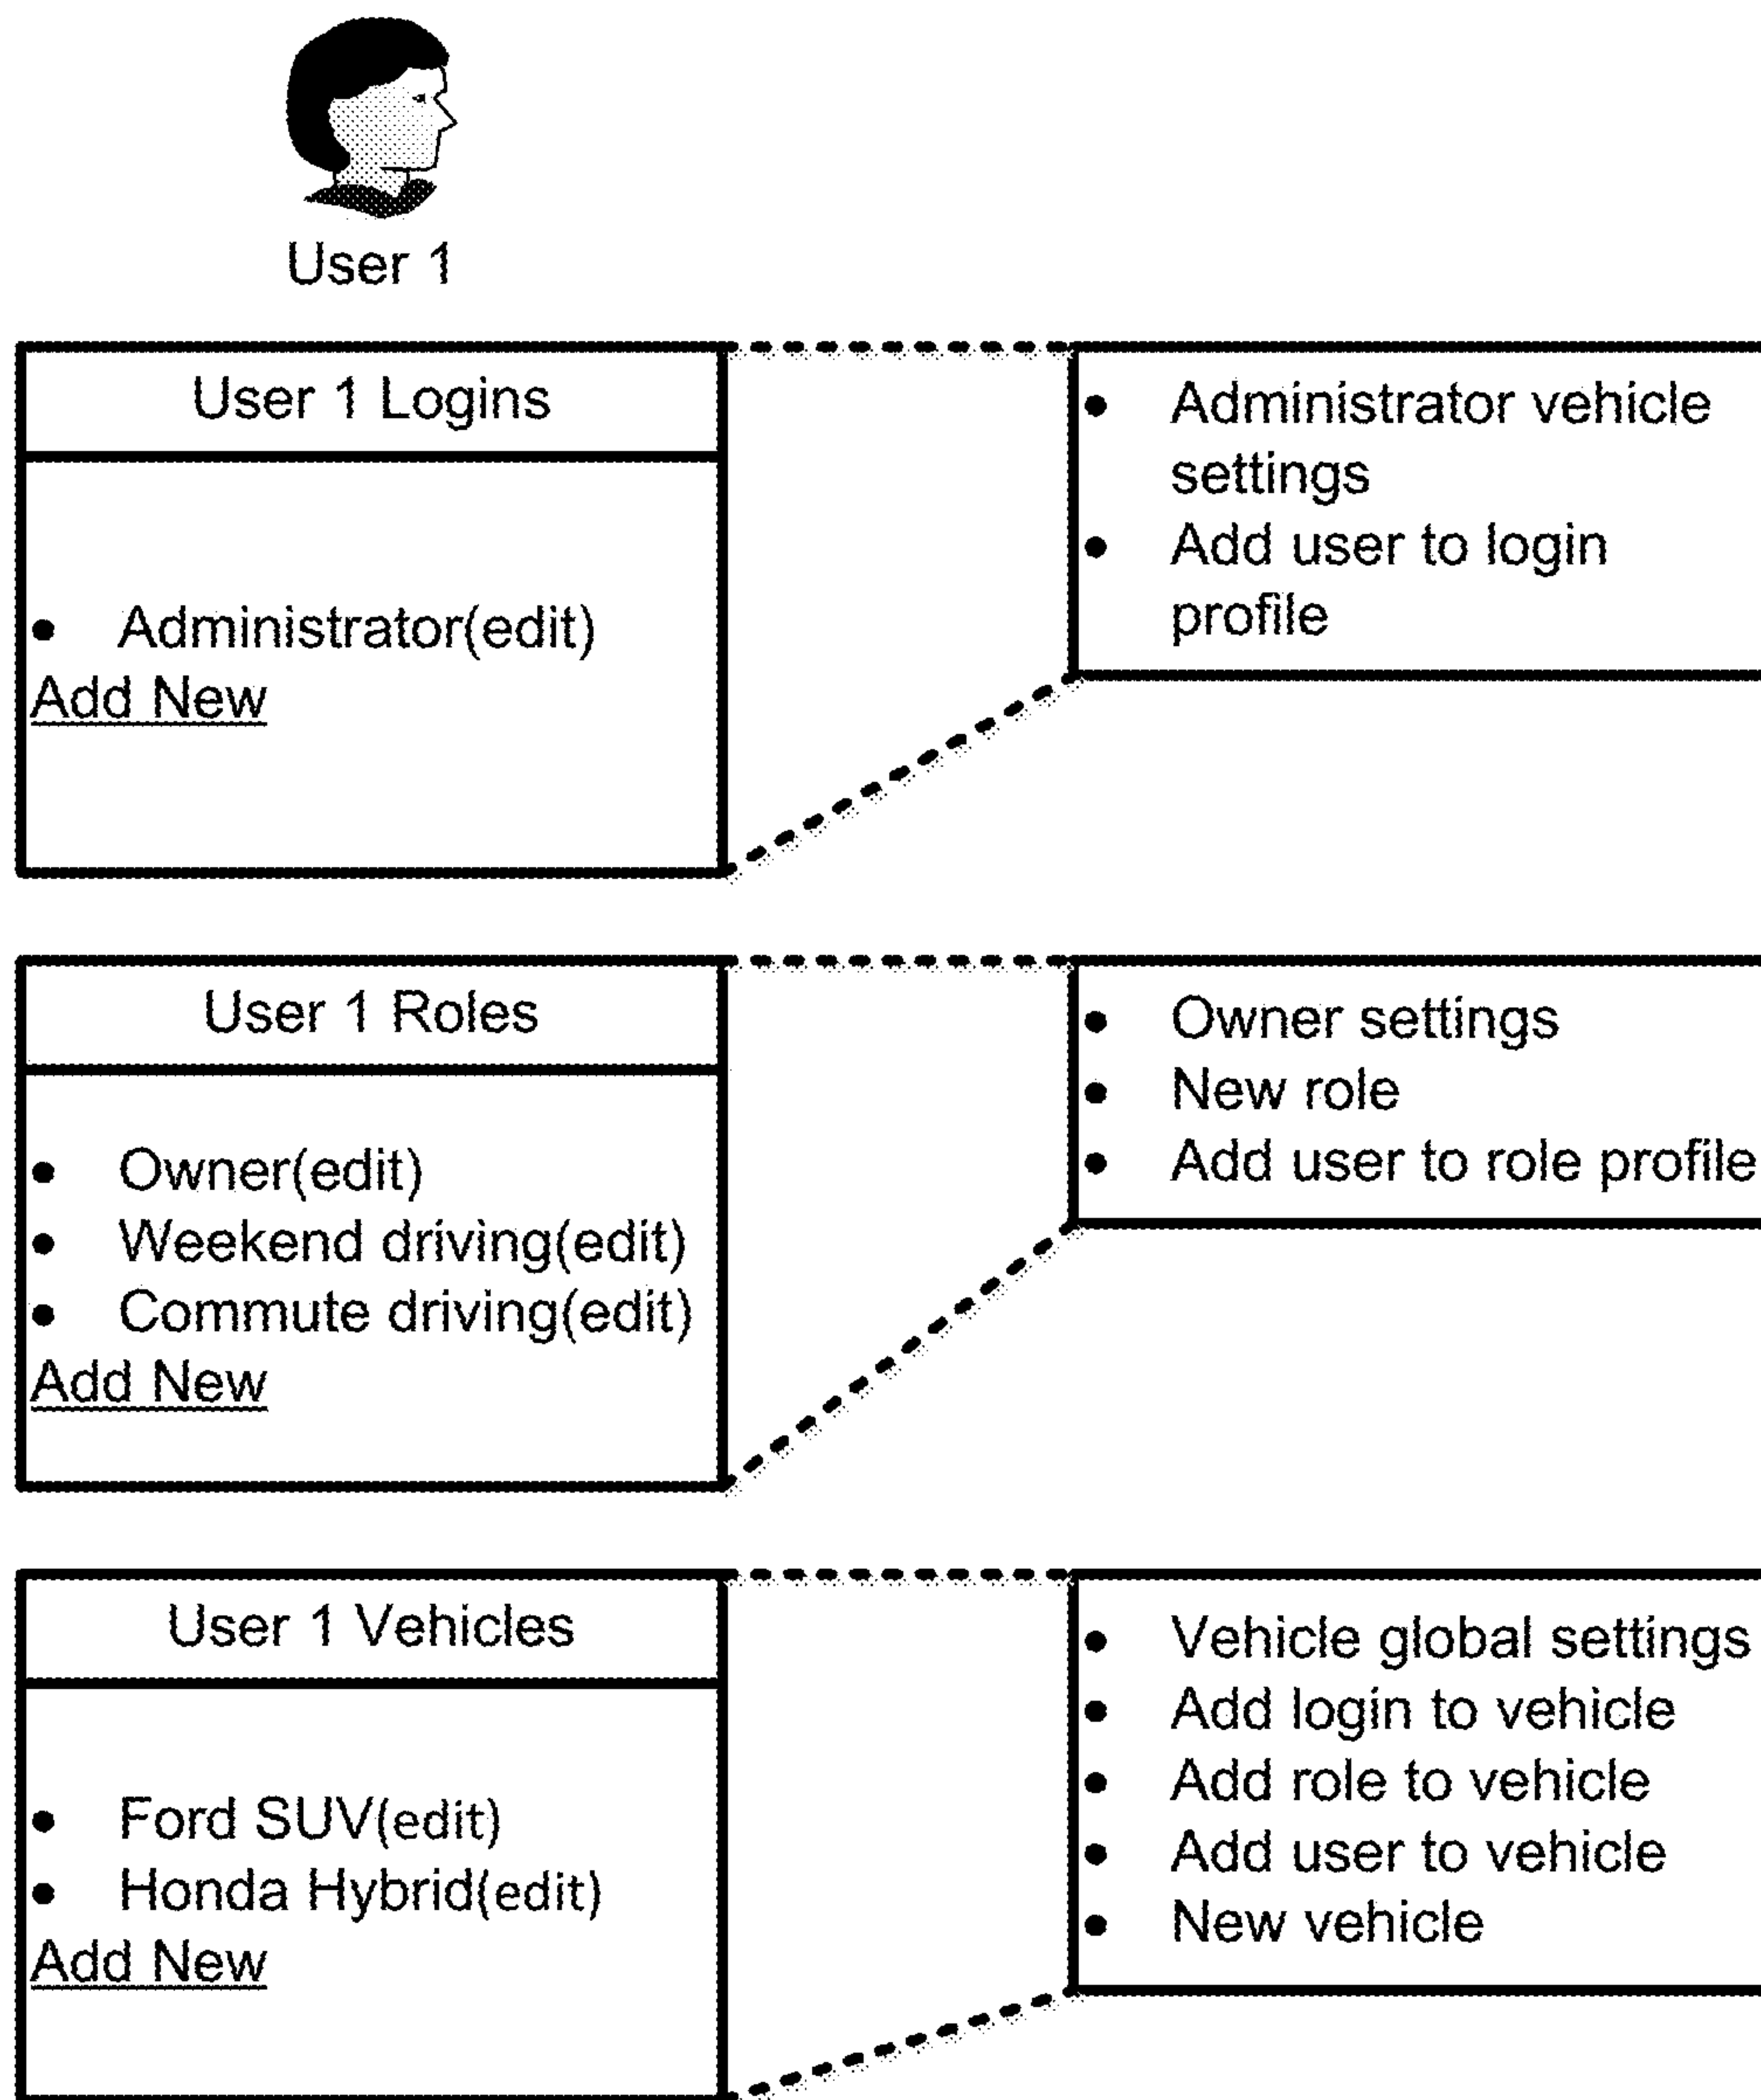 User 1
User 1 Logins
• Administrator(edit)
Add New
• Administrator vehicle
settings
• Add user to login
profile
User 1 Roles
• Owner(edit)
• Weekend driving(edit)
• Commute driving(edit)
Add New
• Owner settings
• New role
• Add user to role profile
User 1 Vehicles
• Ford SUV(edit)
• Honda Hybrid(edit)
Add New
• Vehicle global settings
• Add login to vehicle
• Add role to vehicle
• Add user to vehicle
• New vehicle